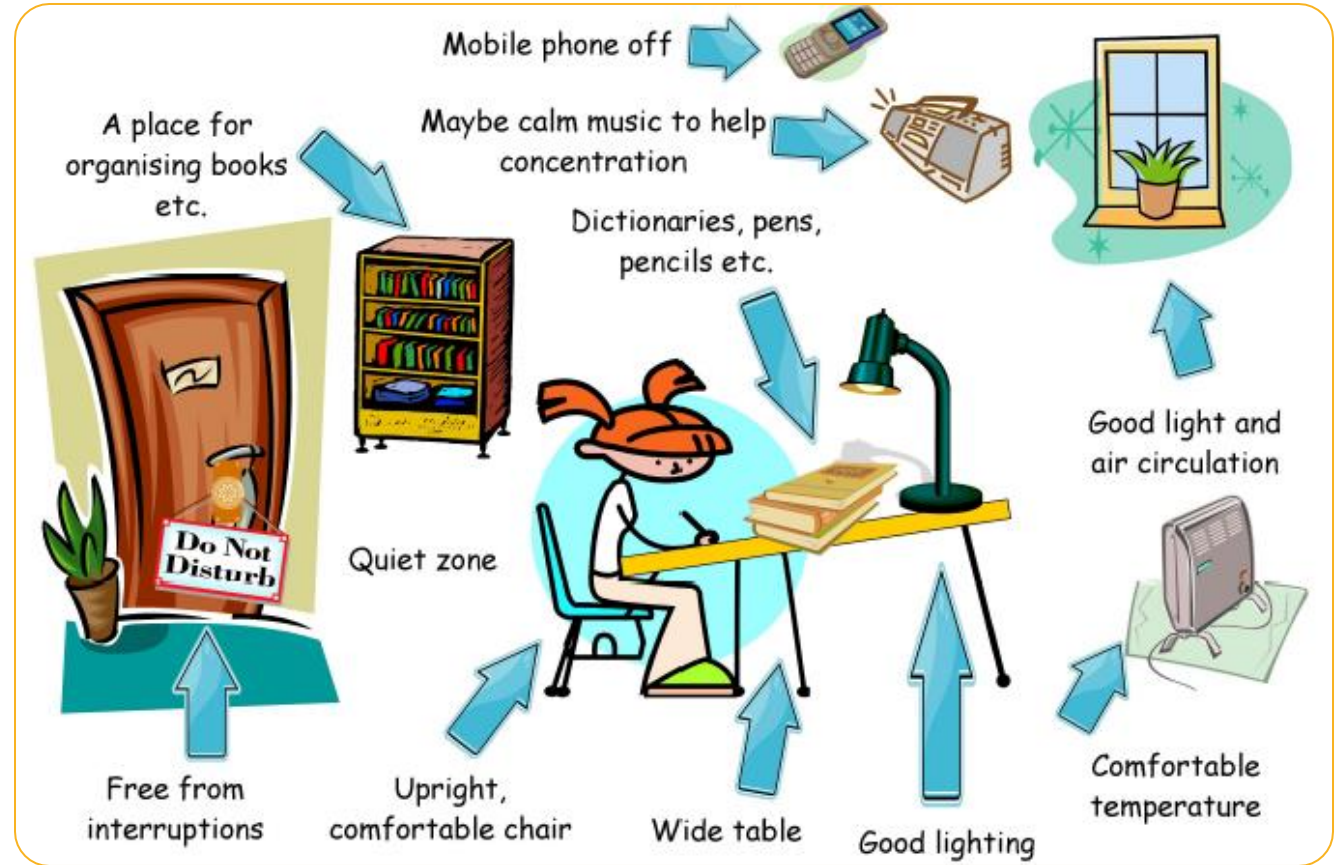 Mobile phone off
A place for
organising books
etc.
Maybe calm music to help
concentration
Dictionaries, pens,
pencils etc.
Good light and
air circulation
Do Not
Disturb
Quiet zone
Free from
interruptions
Upright,
comfortable chair
Wide table
Good lighting
Comfortable
temperature